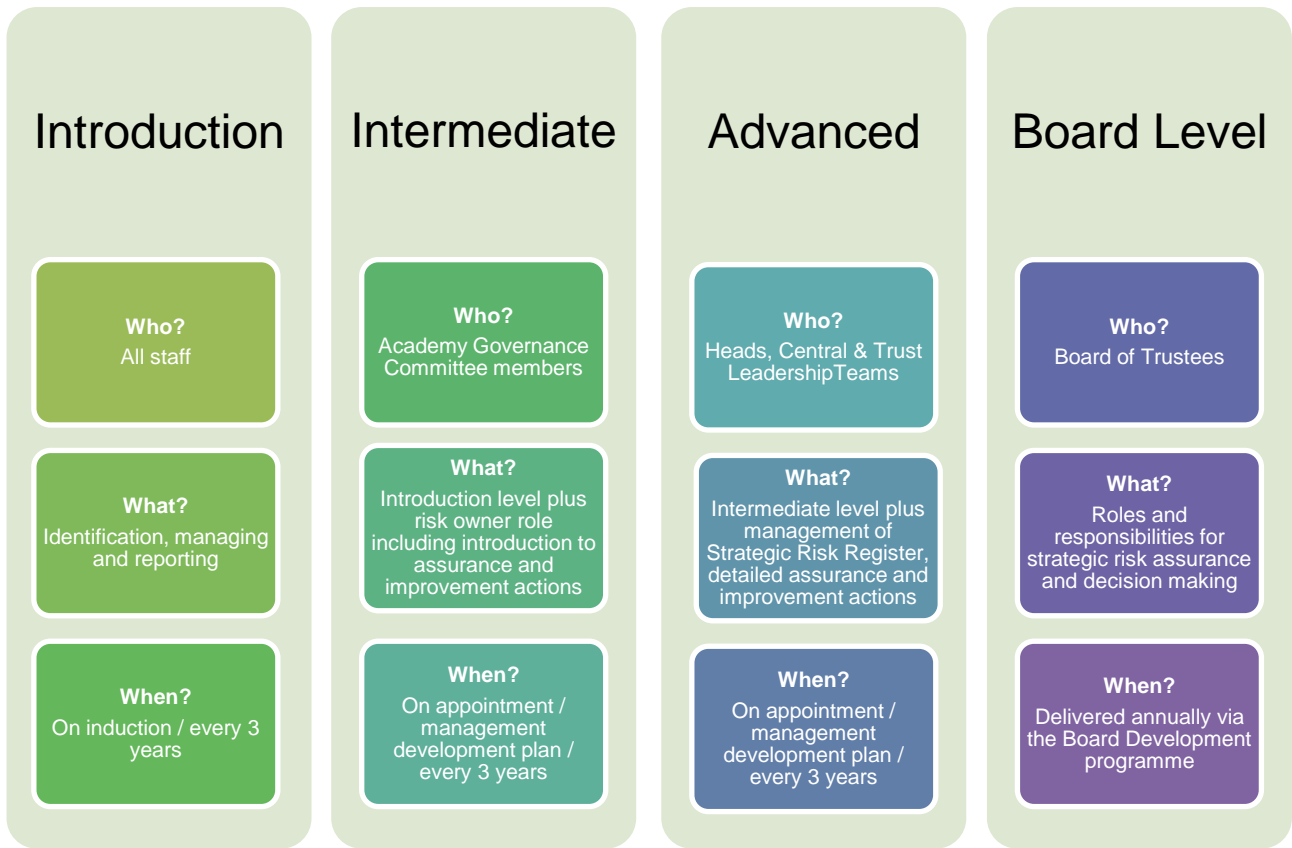 Introduction
Who?
All staff
What?
Identification, managing
and reporting
When?
On induction / every 3
years
Intermediate
Who?
Academy Governance
Committee members
What?
Introduction level plus
risk owner role
including introduction to
assurance and
improvement actions
When?
On appointment /
management
development plan /
every 3 years
Advanced
Who?
Heads, Central & Trust
LeadershipTeams
What?
Intermediate level plus
management of
Strategic Risk Register,
detailed assurance and
improvement actions
When?
On appointment /
management
development plan /
every 3 years
Board Level
Who?
Board of Trustees
What?
Roles and
responsibilities for
strategic risk assurance
and decision making
When?
Delivered annually via
the Board Development
programme